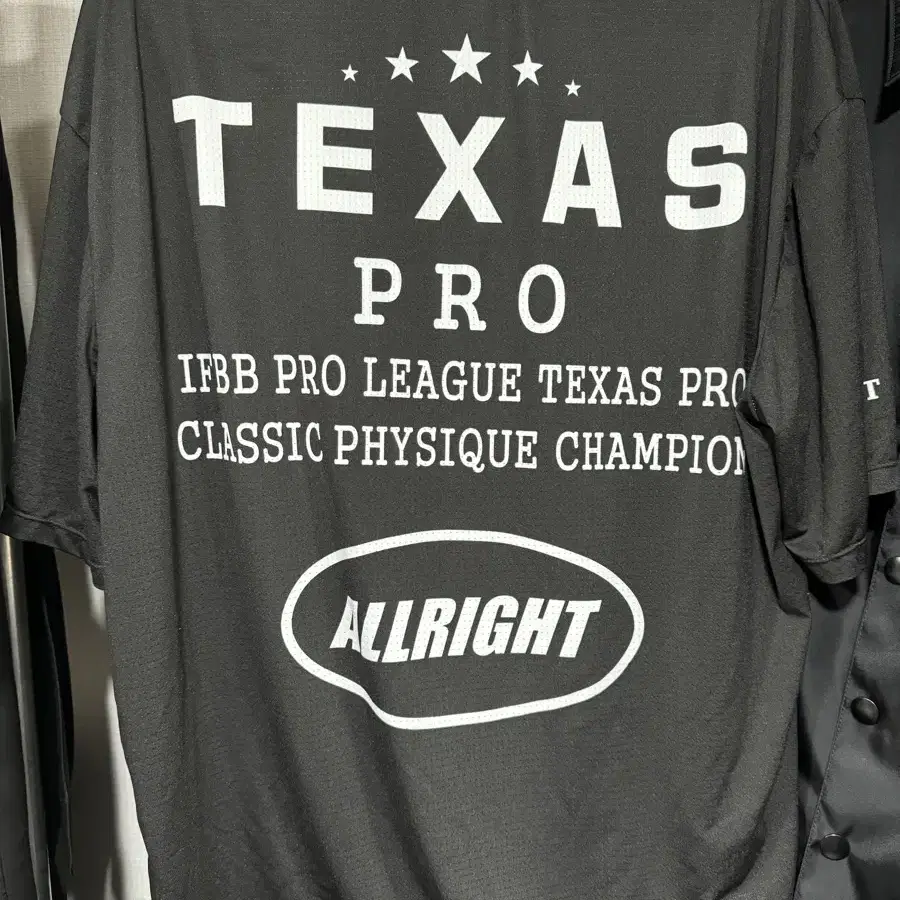 TEXAS
PRO
IFBB PRO LEAGUE TEXAS PRO
CLASSIC PHYSIQUE CHAMPION
ALLRIGHT